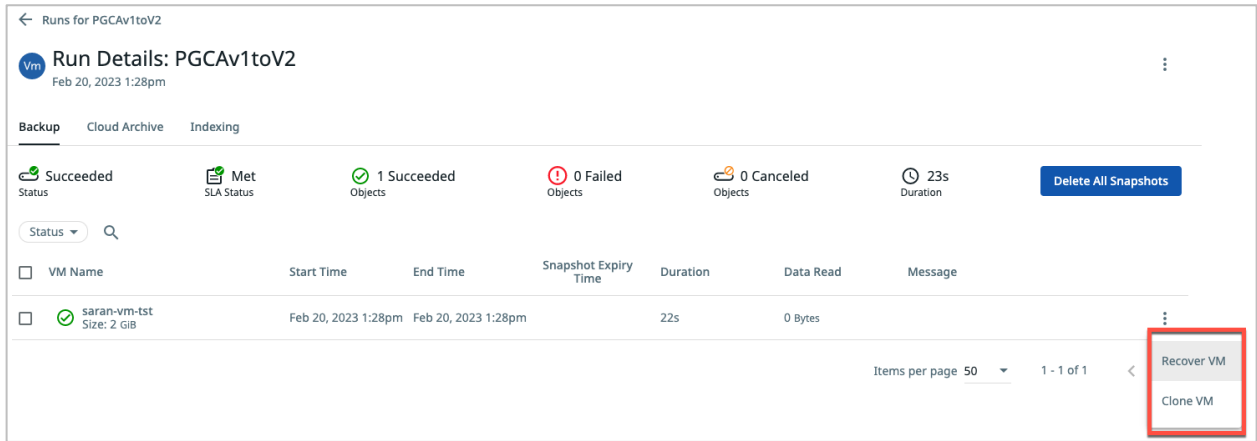 Runs for PGCAv1toV2
Vm
Run Details: PGCAv1toV2
Feb 20, 2023 1:28pm
Backup Cloud Archive Indexing
Succeeded
Status
Met
SLA Status
1 Succeeded
Objects
0 Failed
Objects
0 Canceled
Objects
23s
Duration
Delete All Snapshots
Status
VM Name Start Time End Time Snapshot Expiry Time Duration Data Read Message
saran-vm-tst
Size: 2 GiB
Feb 20, 2023 1:28pm Feb 20, 2023 1:28pm 22s 0 Bytes
Recover VM
Clone VM
Items per page 50 1 - 1 of 1